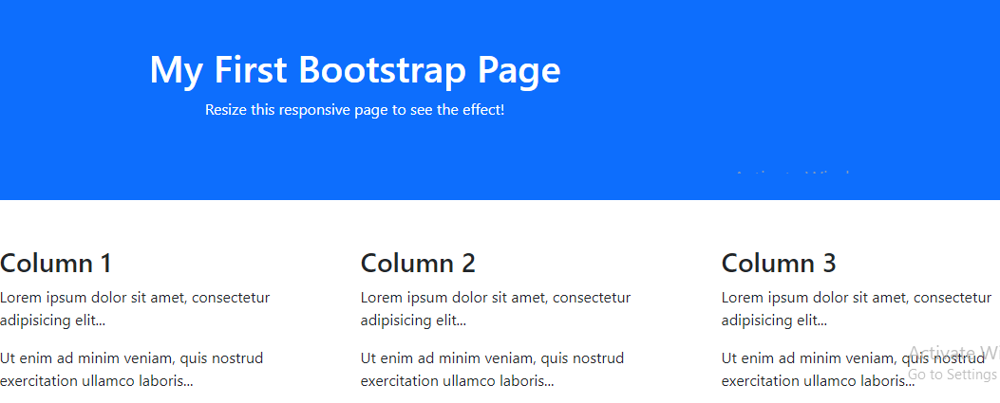 My First Bootstrap Page
Resize this responsive page to see the effect!
Column 1
Lorem ipsum dolor sit amet, consectetur
adipisicing elit...
Ut enim ad minim veniam, quis nostrud
exercitation ullamco laboris...
Column 2
Lorem ipsum dolor sit amet, consectetur
adipisicing elit...
Ut enim ad minim veniam, quis nostrud
exercitation ullamco laboris...
Column 3
Lorem ipsum dolor sit amet, consectetur
adipisicing elit...
Ut enim ad minim veniam, quis nostrud
exercitation ullamco laboris...
Activate Wi
Go to Settings